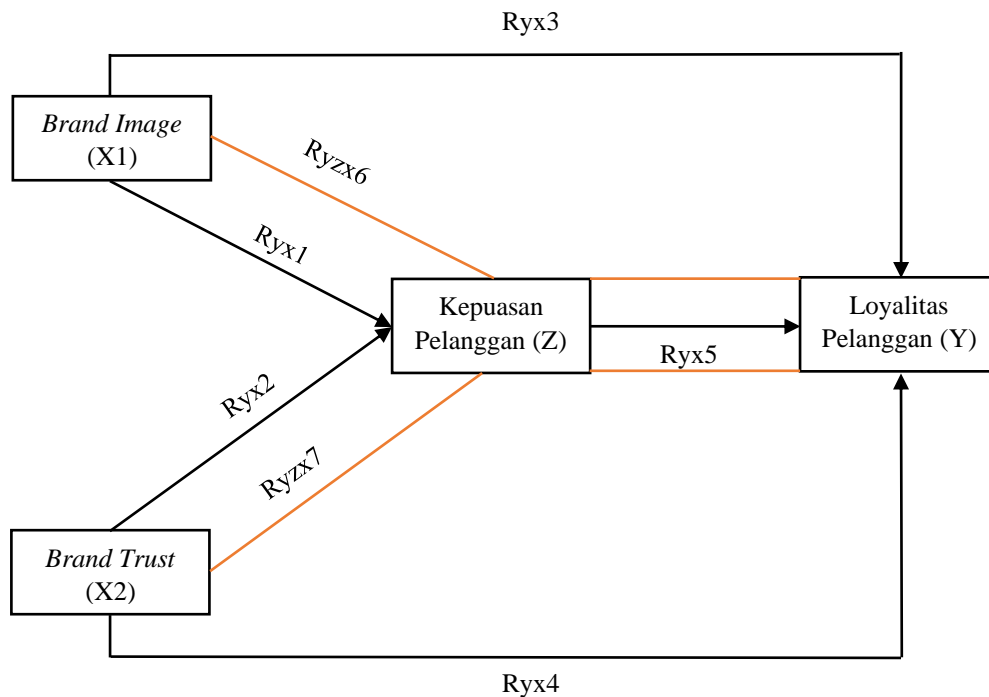 Ryx3
Brand Image
(X1)
Ryzx6
Ryx1
Kepuasan
Pelanggan (Z)
Loyalitas
Pelanggan (Y)
Ryx5
Ryx2
Ryzx7
Brand Trust
(X2)
Ryx4